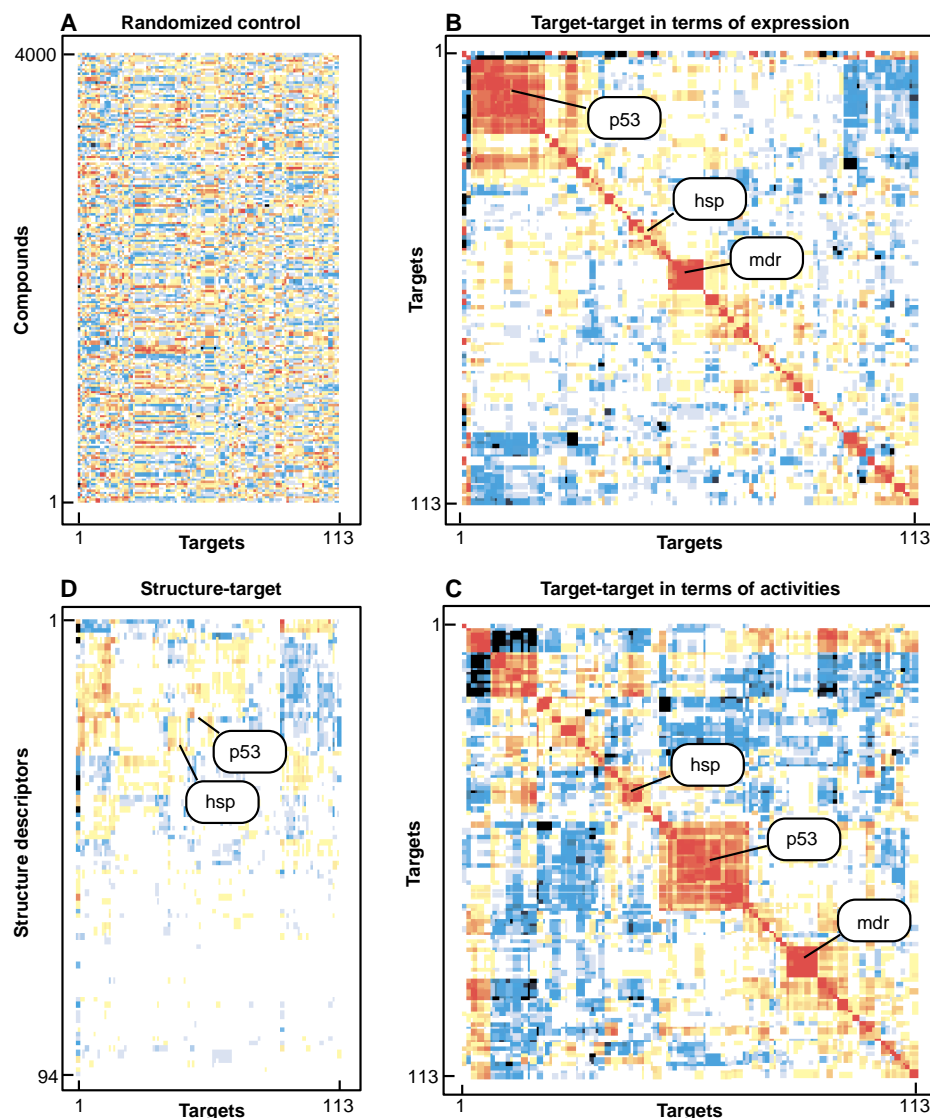 A Randomized control
4000
Compounds
1
1
113
Targets
B Target-target in terms of expression
1
p53
hsp
mdr
Targets
113
1
113
D Structure-target
1
p53
hsp
Structure descriptors
94
1
113
Targets
C Target-target in terms of activities
1
hsp
p53
mdr
Targets
113
1
113
Targets